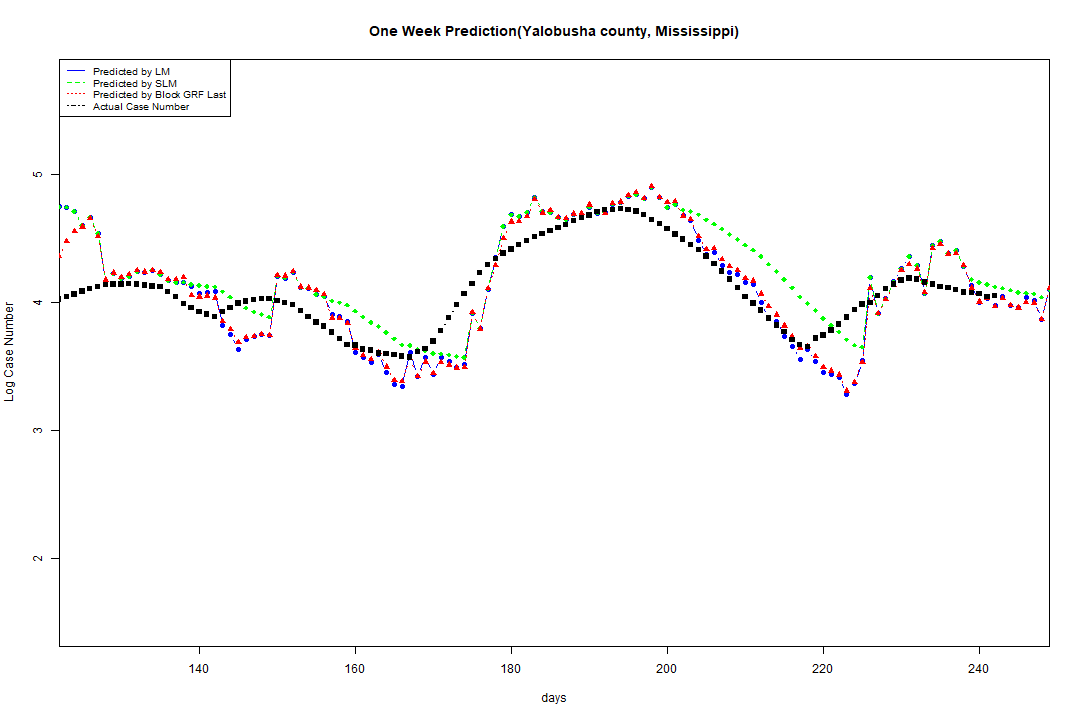 One Week Prediction(Yalobusha county, Mississippi)
Predicted by LM
Predicted by SLM
Predicted by Block GRF Last
Actual Case Number
5
4
3
2
Log Case Number
140 160 180 200 220 240
days